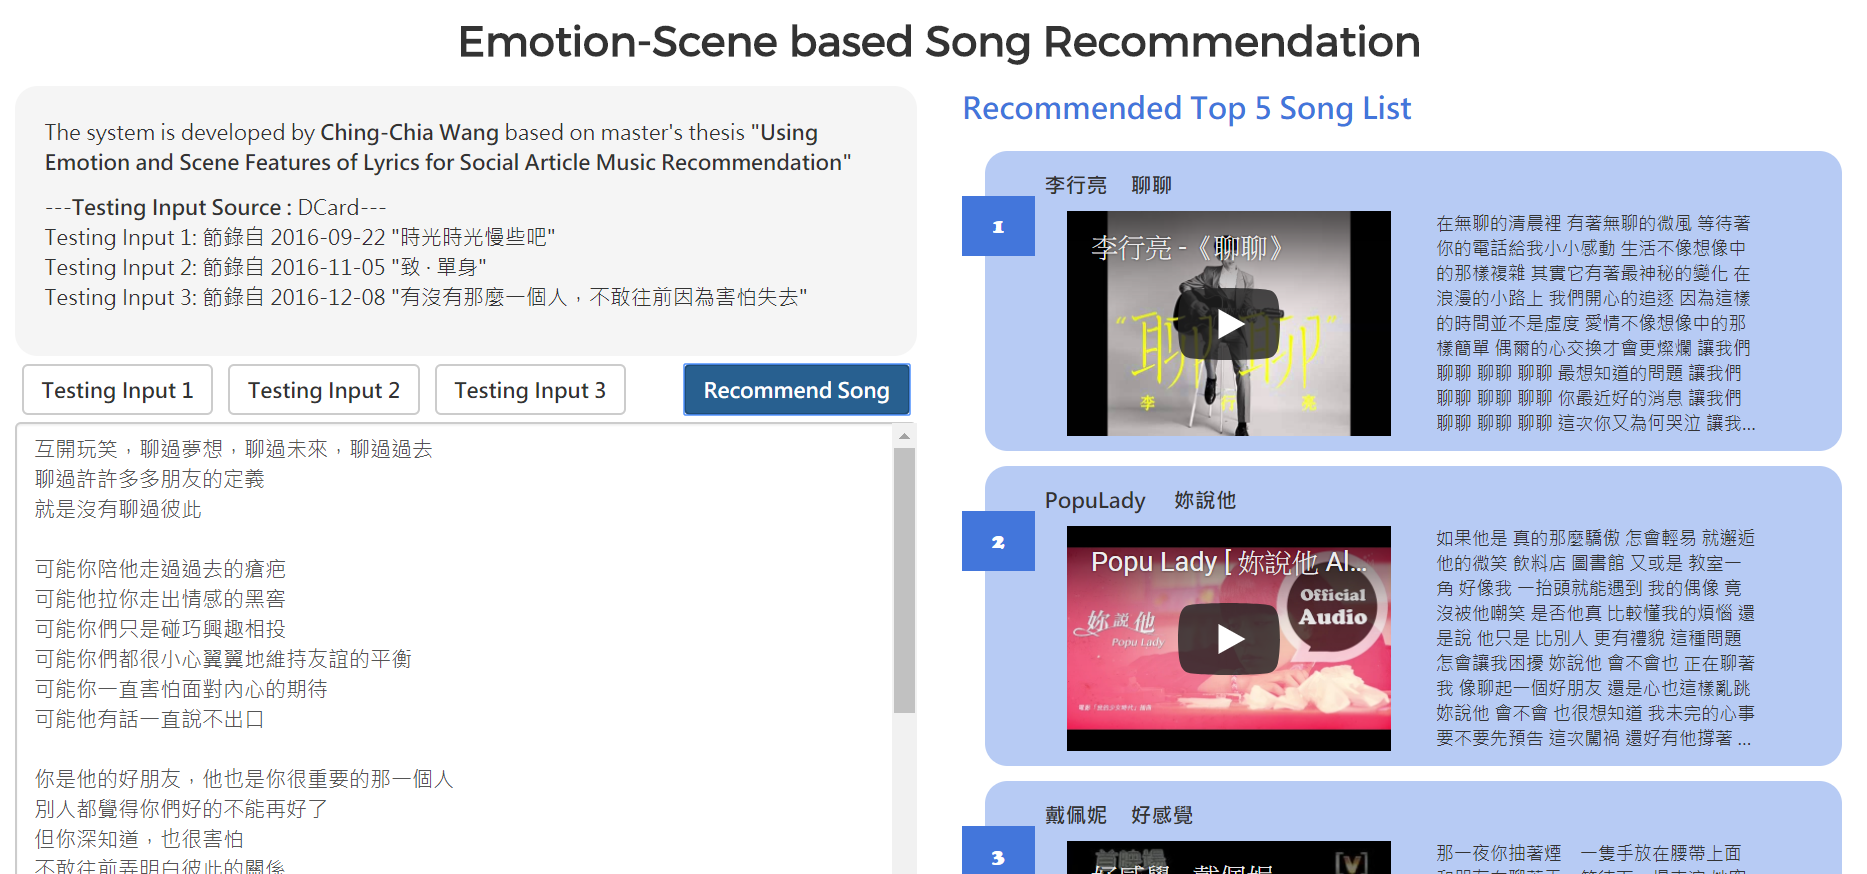 Emotion-Scene based Song Recommendation
The system is developed by Ching-Chia Wang based on master's thesis "Using
Emotion and Scene Features of Lyrics for Social Article Music Recommendation"
---Testing Input Source : DCard---
Testing Input 1: 節錄自 2016-09-22 "時光時光慢些吧"
Testing Input 2: 節錄自 2016-11-05 "致 · 單身"
Testing Input 3: 節錄自 2016-12-08 "有沒有那麼一個人，不敢往前因為害怕失去"
Testing Input 1
Testing Input 2
Testing Input 3
Recommend Song
互開玩笑，聊過夢想，聊過未來，聊過過去
聊過許許多多朋友的定義
就是沒有聊過彼此
可能你陪他走過過去的瘡疤
可能他拉你走出情感的黑窖
可能你們只是碰巧興趣相投
可能你們都很小心翼翼地維持友誼的平衡
可能你一直害怕面對內心的期待
可能他有話一直說不出口
你是他的好朋友，他也是你很重要的那一個人
別人都覺得你們好的不能再好了
但你深知道，也很害怕
不敢往前弄明白彼此的關係
Recommended Top 5 Song List
1
李行亮 聊聊
李行亮 -《聊聊》
“聊聊”
李 行 亮
在無聊的清晨裡 有著無聊的微風 等待著
你的電話給我小小感動 生活不像想像中
的那樣複雜 其實它有著最神秘的變化 在
浪漫的小路上 我們開心的追逐 因為這樣
的時間並不是虛度 愛情不像想像中的那
樣簡單 偶爾的心交換才會更燦爛 讓我們
聊聊 聊聊 聊聊 最想知道的問題 讓我們
聊聊 聊聊 聊聊 你最近好的消息 讓我們
聊聊 聊聊 聊聊 這次你又為何哭泣 讓我...
2
PopuLady 妳說他
Popu Lady [ 妳說他 Al...
Official
Audio
妳說他
Popu Lady
電影「我的少女時代」插曲
如果他是 真的那麼驕傲 怎會輕易 就邂逅
他的微笑 飲料店 圖書館 又或是 教室一
角 好像我 一抬頭就能遇到 我的偶像 竟
沒被他嘲笑 是否他真 比較懂我的煩惱 還
是說 他只是 比別人 更有禮貌 這種問題
怎會讓我困擾 妳說他 會不會也 正在聊著
我 像聊起一個好朋友 還是心也這樣亂跳
妳說他 會不會 也很想知道 我未完的心事
要不要先預告 這次闖禍 還好有他撐著 ...
3
戴佩妮 好感覺
首映場
好感覺 - 戴佩妮
[V]
那一夜你抽著煙 一隻手放在腰帶上面